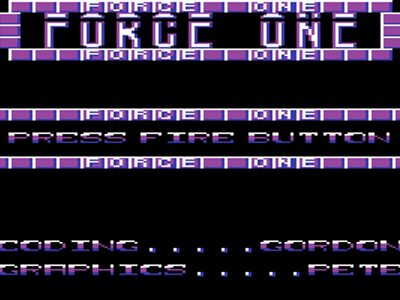 FORCE ONE
FORCE ONE
FORCE ONE
FORCE ONE
PRESS FIRE BUTTON
FORCE ONE
CODING.....GORDON
GRAPHICS.....PETE